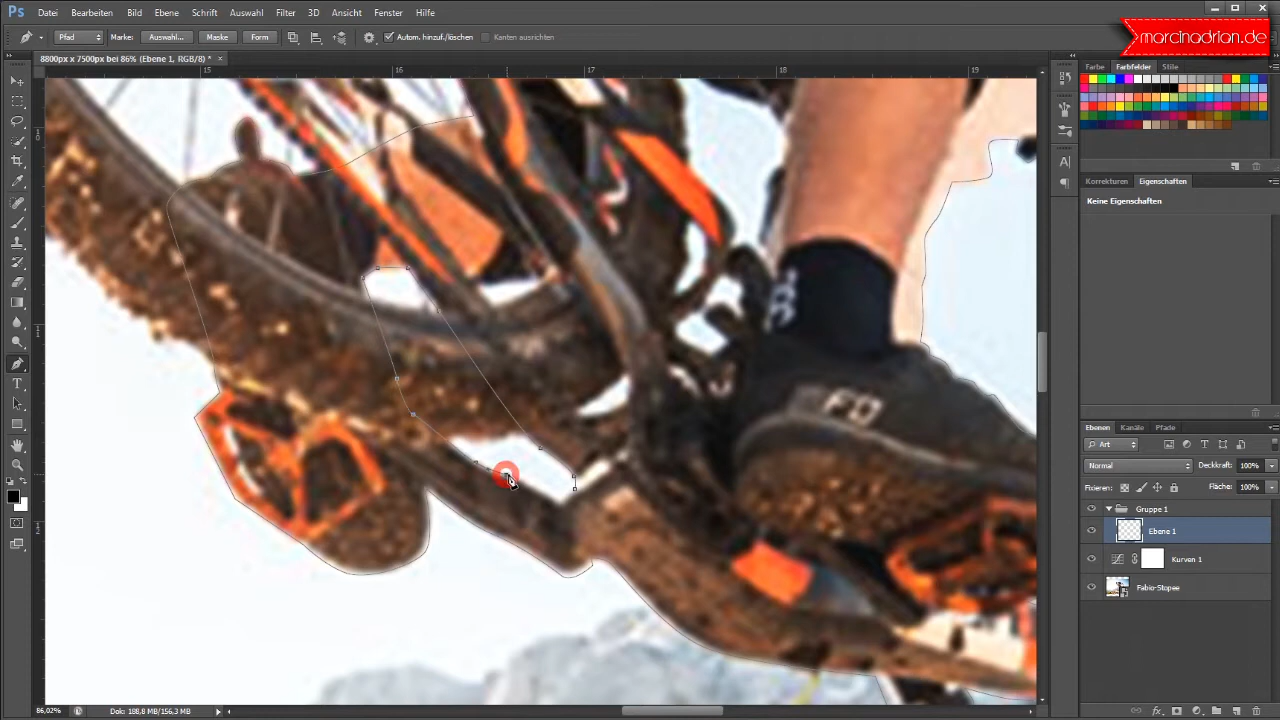 Ps Datei Bearbeiten Bild Ebene Schrift Auswahl Filter 3D Ansicht Fenster Hilfe
marcinadrian.de
Pfad Marke: Auswahl... Maske Form Autom. hinzuf./löschen Kanten ausrichten
8800px x 7500px bei 86% (Ebene 1, RGB/8) *
15 16 17 18 19
Farbe Farbfelder Stile
Korrekturen Eigenschaften
Keine Eigenschaften
Ebenen Kanäle Pfade
Art
Normal Deckkraft: 100%
Fixieren: Fläche: 100%
Gruppe 1
Ebene 1
Kurven 1
Fabio-Stopee
86,02% Dok: 188,8 MB/156,3 MB